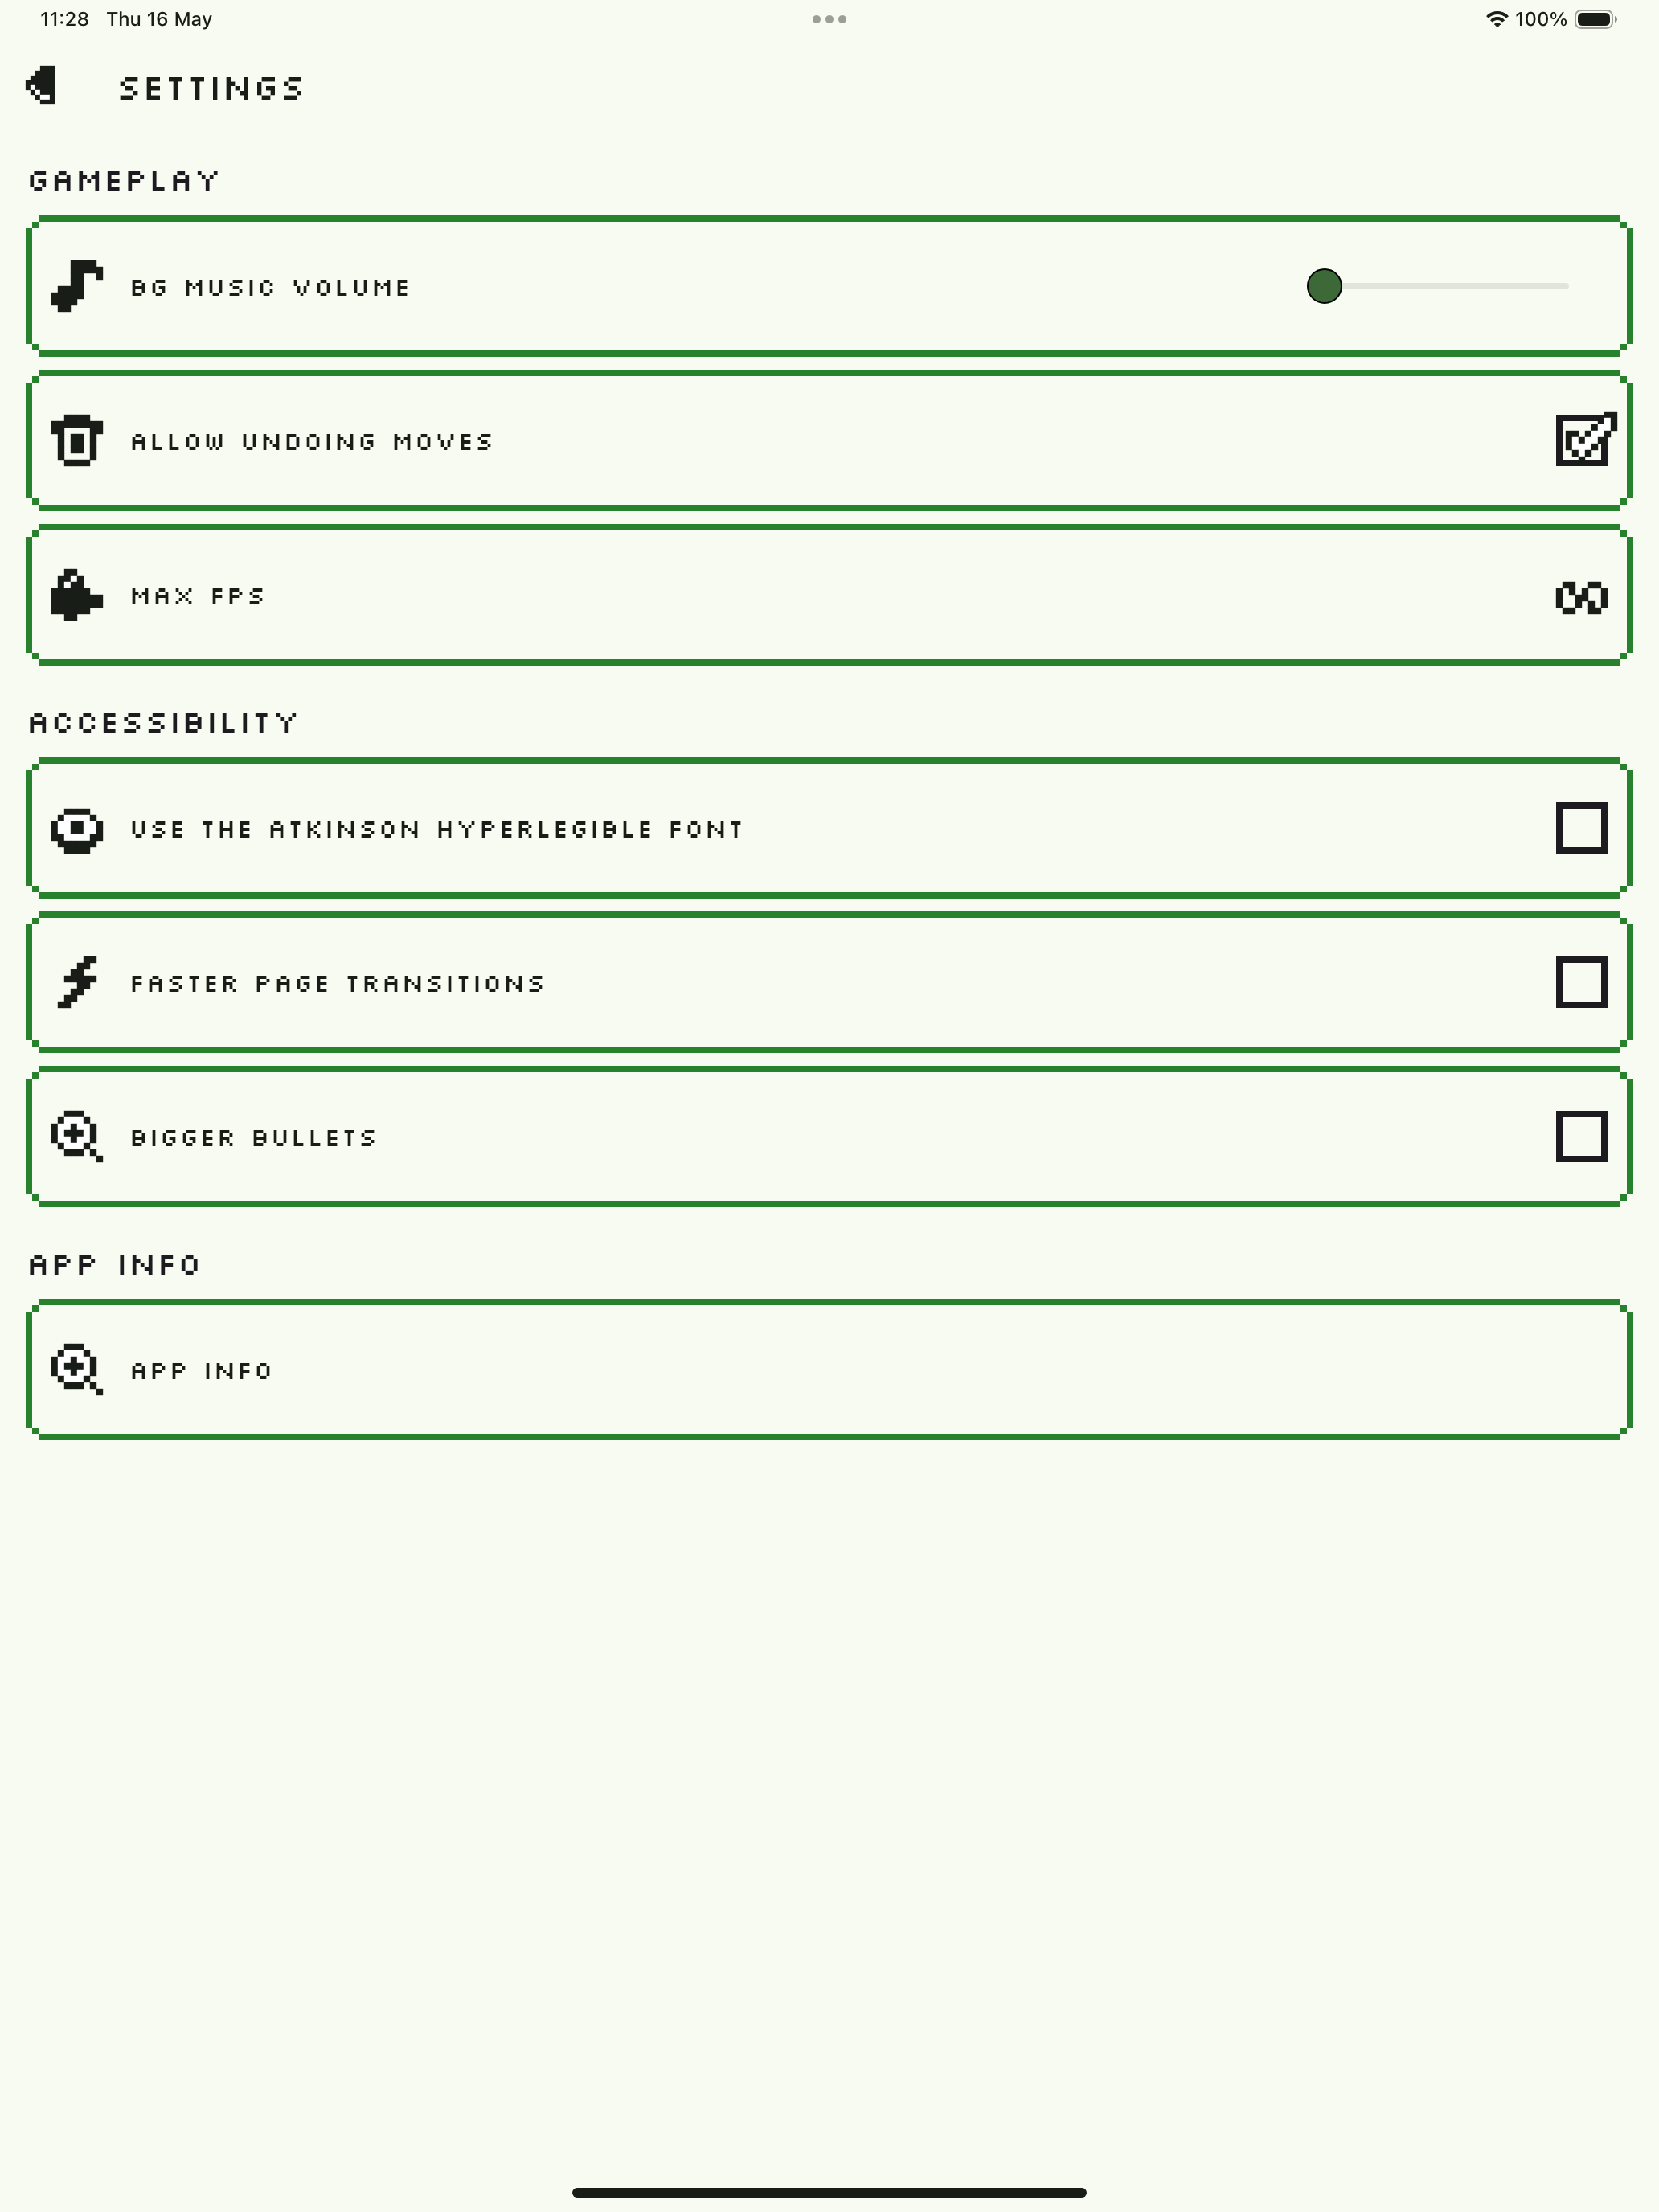 11:28 Thu 16 May 100%
SETTINGS
GAMEPLAY
BG MUSIC VOLUME
ALLOW UNDOING MOVES
MAX FPS ∞
ACCESSIBILITY
USE THE ATKINSON HYPERLEGIBLE FONT
FASTER PAGE TRANSITIONS
BIGGER BULLETS
APP INFO
APP INFO